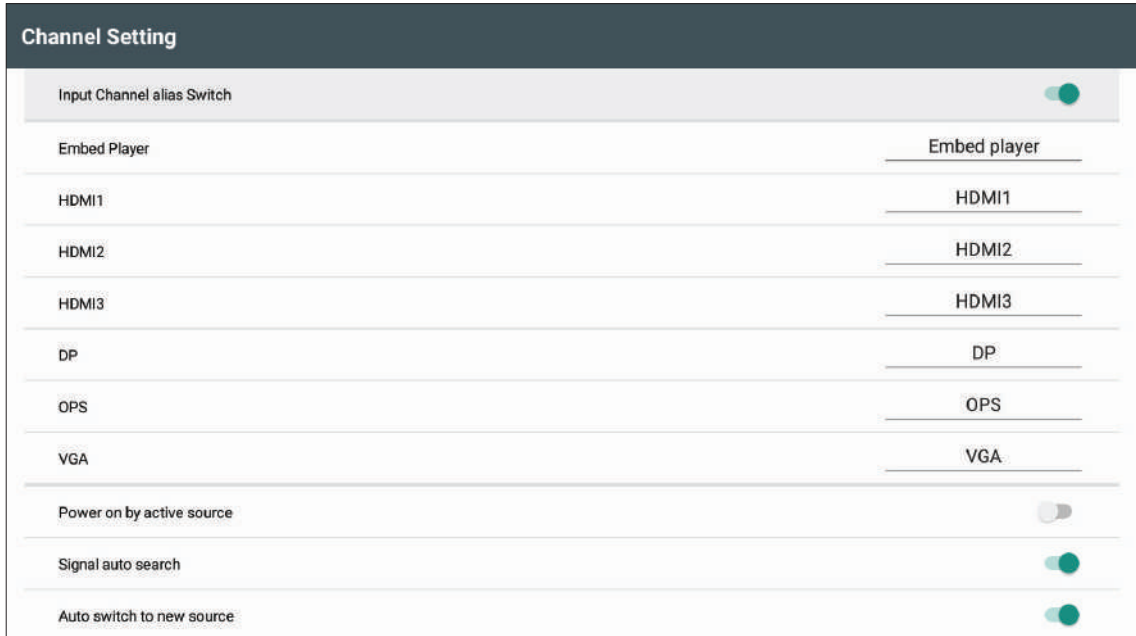 Channel Setting
Input Channel alias Switch
Embed Player Embed player
HDMI1 HDMI1
HDMI2 HDMI2
HDMI3 HDMI3
DP DP
OPS OPS
VGA VGA
Power on by active source
Signal auto search
Auto switch to new source